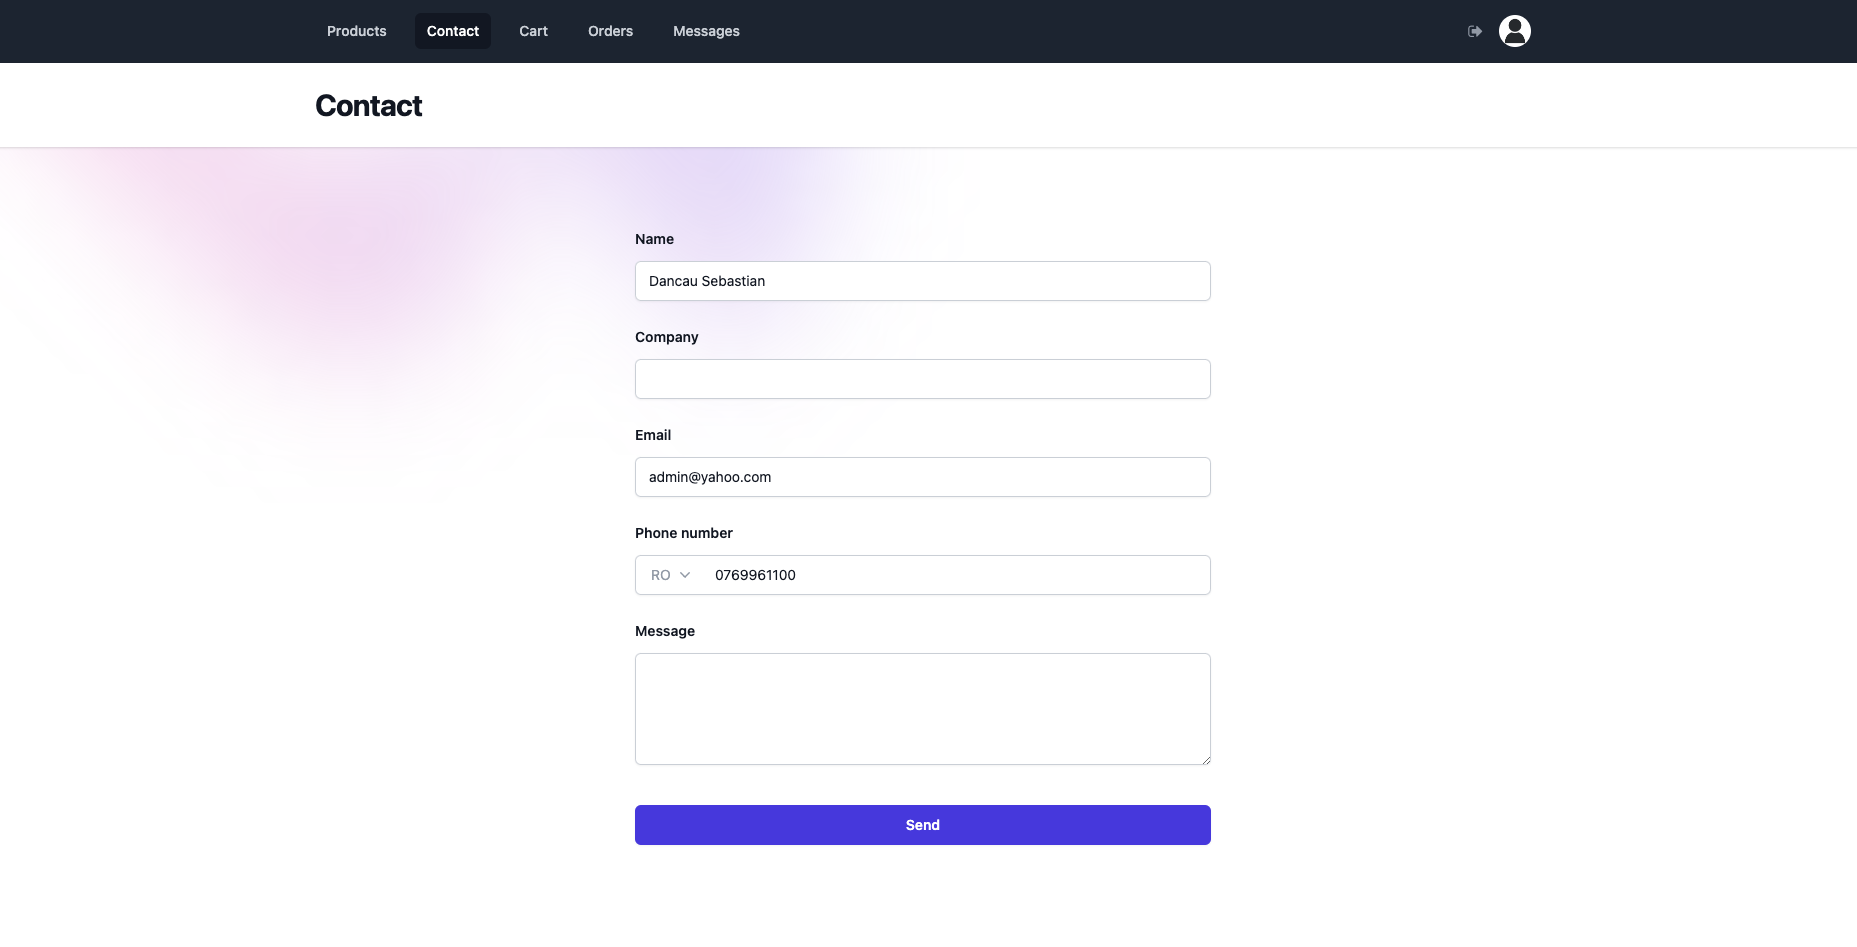 Products Contact Cart Orders Messages
Contact
Name
Dancau Sebastian
Company
Email
admin@yahoo.com
Phone number
RO 0769961100
Message
Send